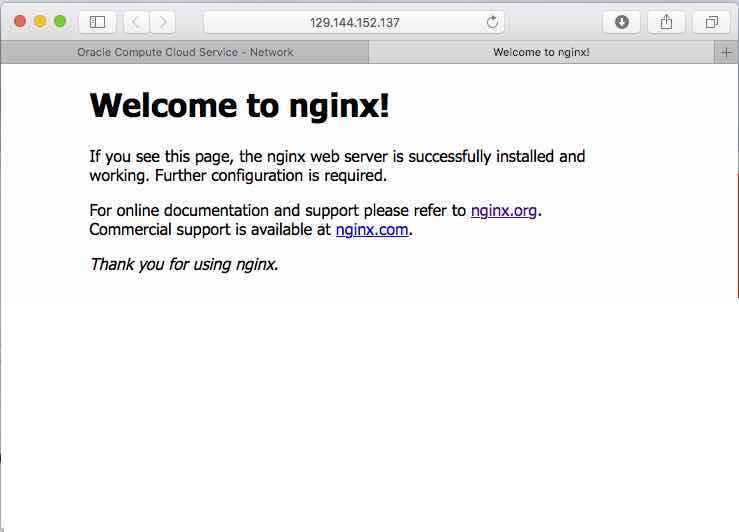 129.144.152.137
Oracle Compute Cloud Service - Network
Welcome to nginx!
Welcome to nginx!
If you see this page, the nginx web server is successfully installed and
working. Further configuration is required.
For online documentation and support please refer to nginx.org.
Commercial support is available at nginx.com.
Thank you for using nginx.